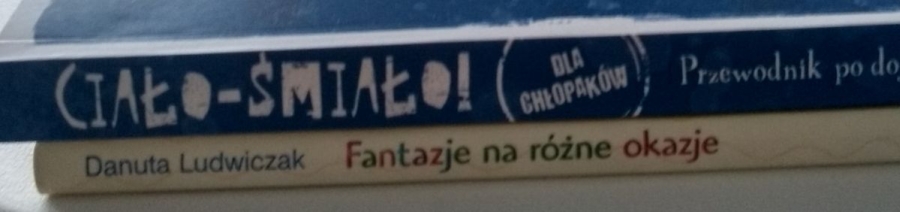 CIAŁO-ŚMIAŁO! DLA CHŁOPAKÓW Przewodnik po
Danuta Ludwiczak Fantazje na różne okazje